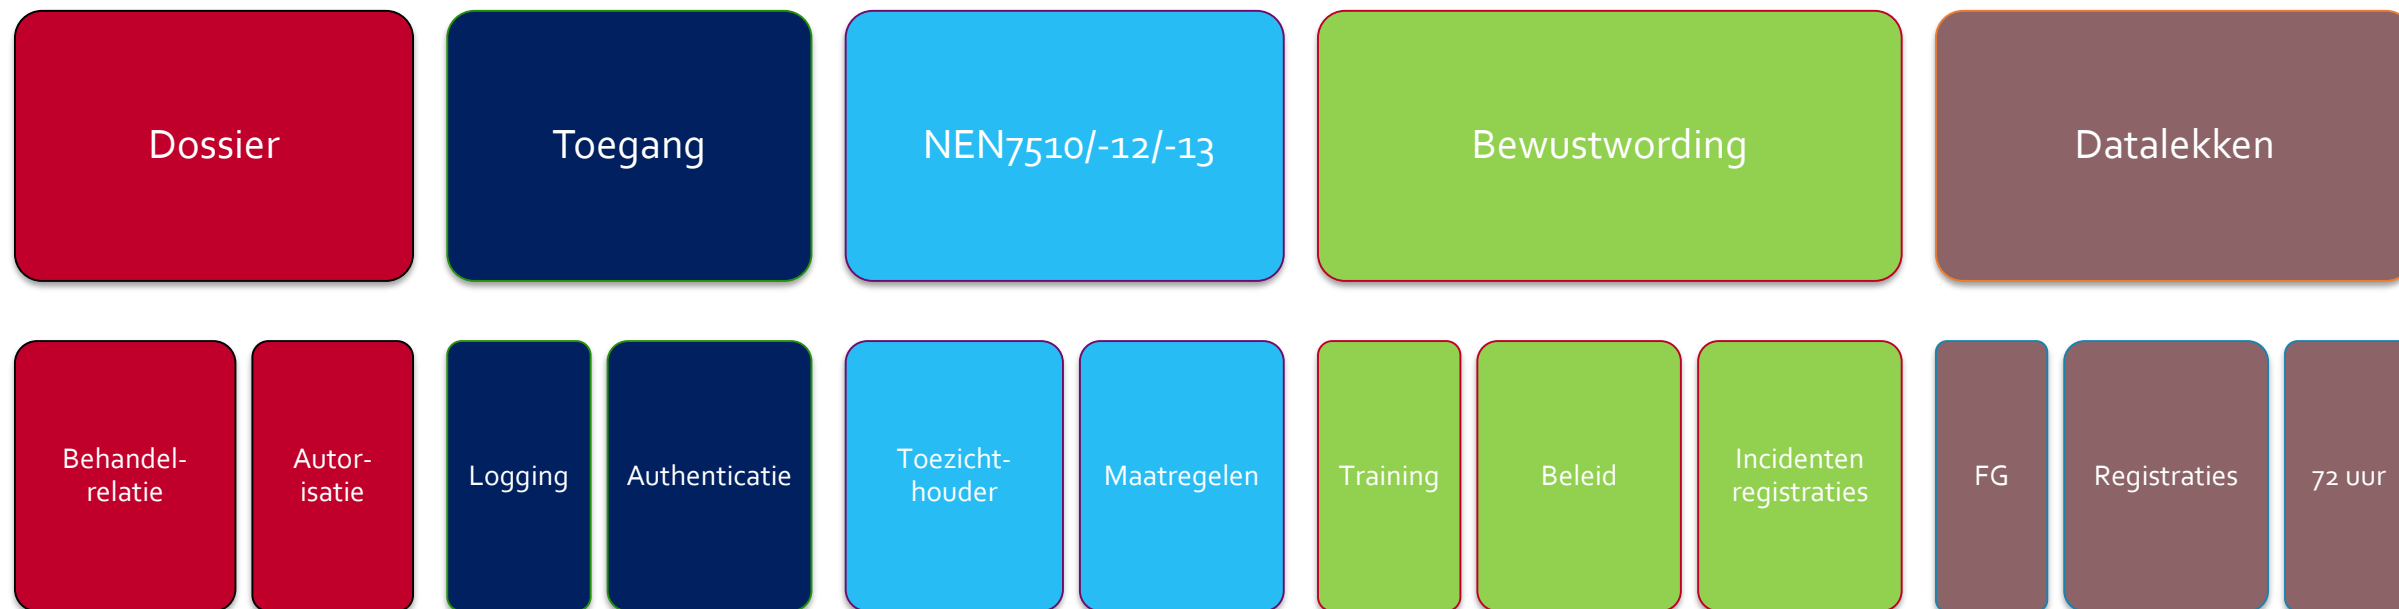 Dossier
Toegang
NEN7510/-12/-13
Bewustwording
Datalekken
Behandel-
relatie
Autor-
isatie
Logging
Authenticatie
Toezicht-
houder
Maatregelen
Training
Beleid
Incidenten
registraties
FG
Registraties
72 uur